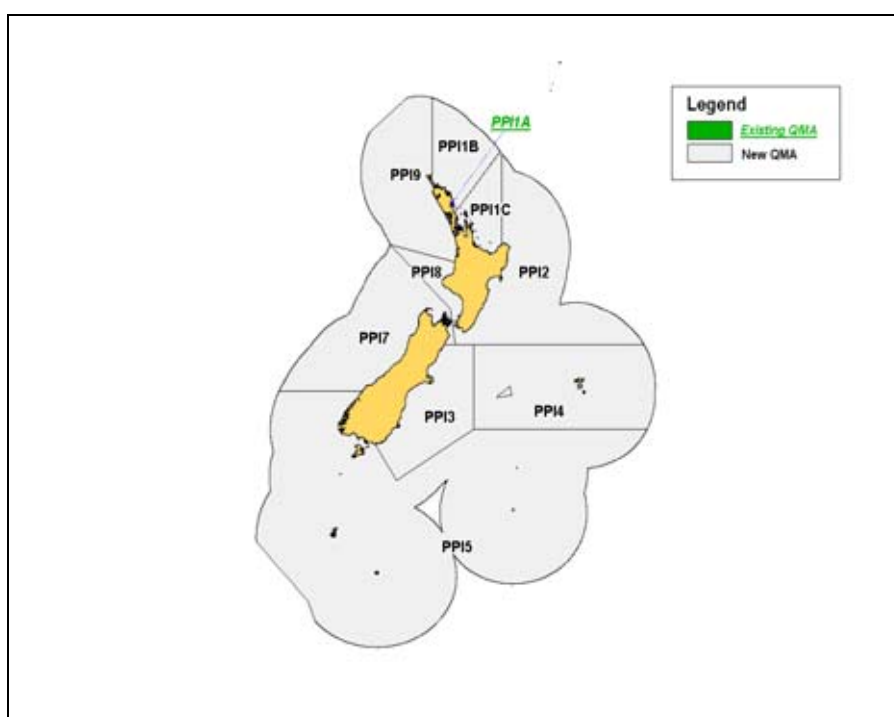 PPI1A
Legend
Existing QMA
New QMA
PPI1B
PPI9
PPI1C
PPI8
PPI2
PPI7
PPI3
PPI4
PPI5